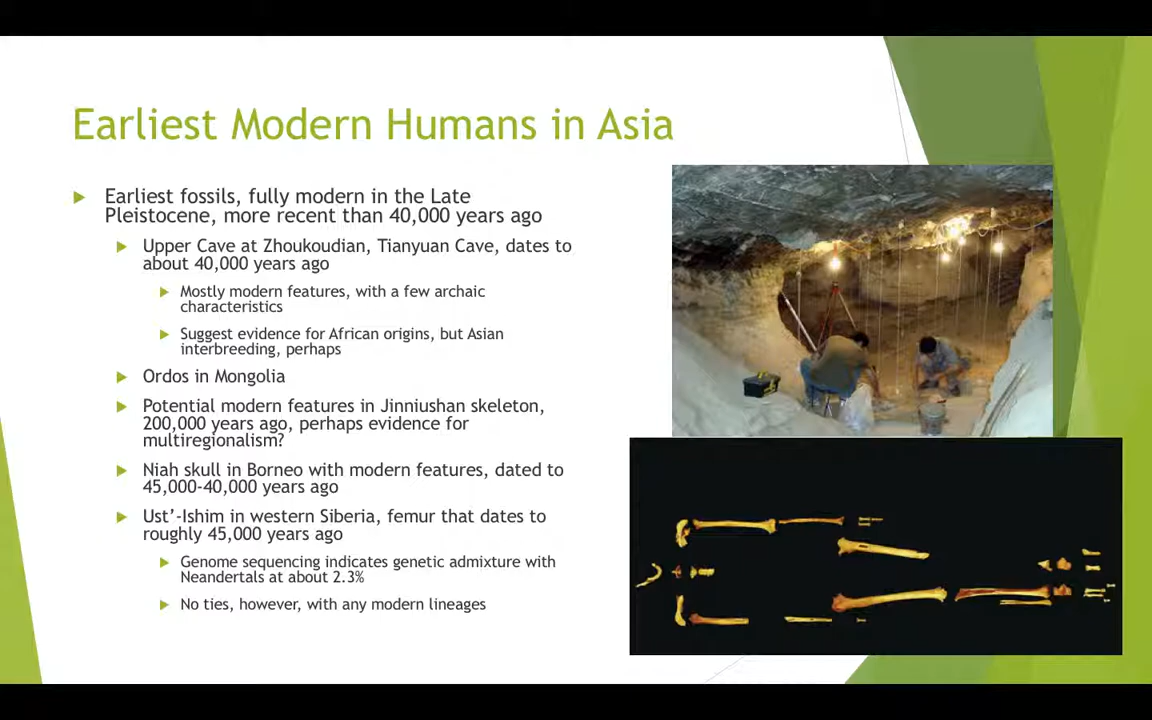 Earliest Modern Humans in Asia
Earliest fossils, fully modern in the Late
Pleistocene, more recent than 40,000 years ago
Upper Cave at Zhoukoudian, Tianyuan Cave, dates to
about 40,000 years ago
Mostly modern features, with a few archaic
characteristics
Suggest evidence for African origins, but Asian
interbreeding, perhaps
Ordos in Mongolia
Potential modern features in Jinniushan skeleton,
200,000 years ago, perhaps evidence for
multiregionalism?
Niah skull in Borneo with modern features, dated to
45,000-40,000 years ago
Ust’-Ishim in western Siberia, femur that dates to
roughly 45,000 years ago
Genome sequencing indicates genetic admixture with
Neandertals at about 2.3%
No ties, however, with any modern lineages